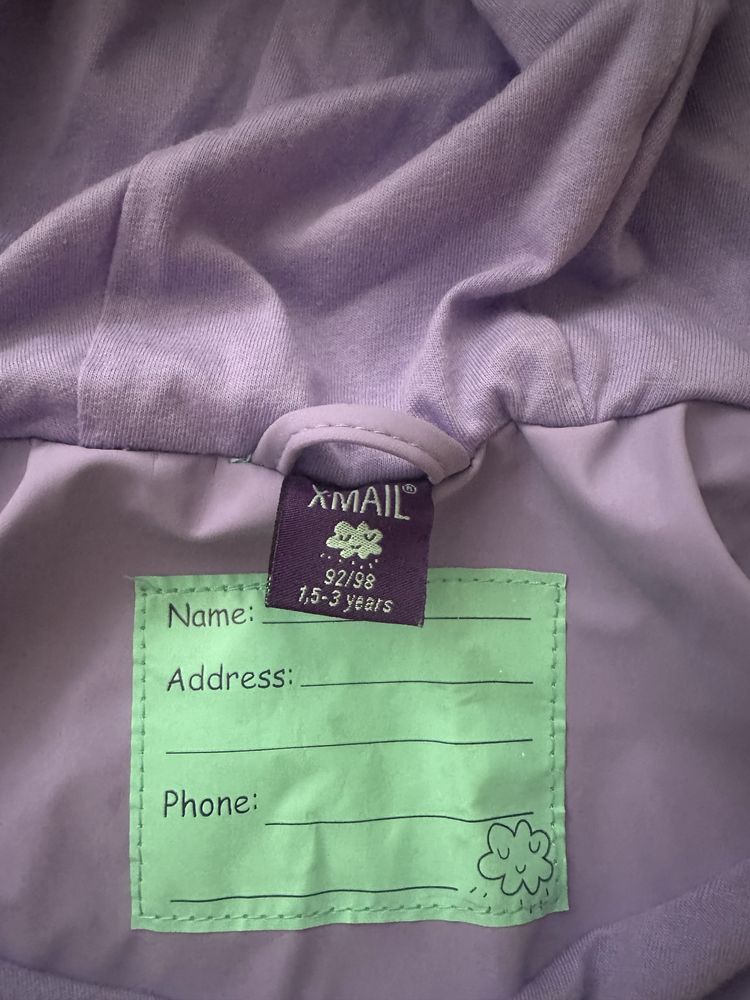 XMAIL®
92/98
1,5-3 years
Name:
Address:
Phone: